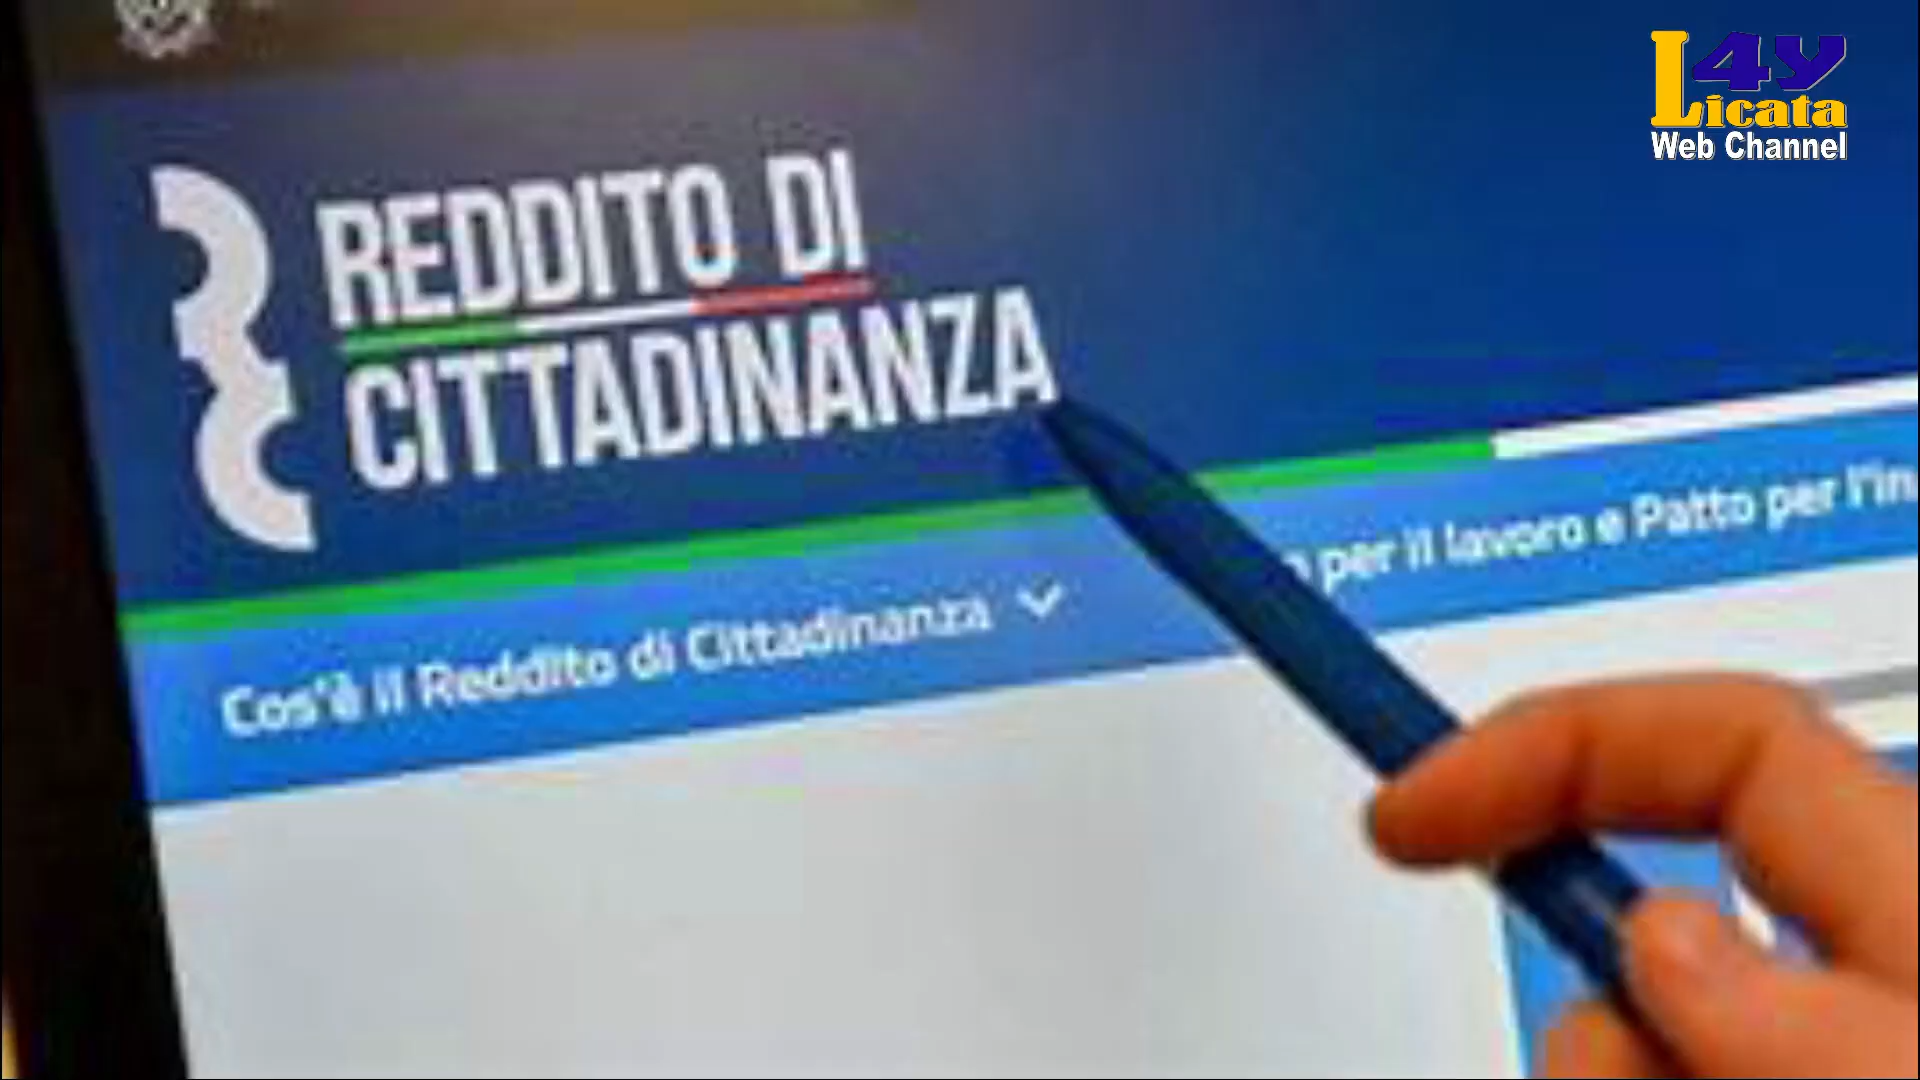 L4y
Licata
Web Channel
REDDITO DI
CITTADINANZA
Cos'è il Reddito di Cittadinanza
per il lavoro e Patto per l'in